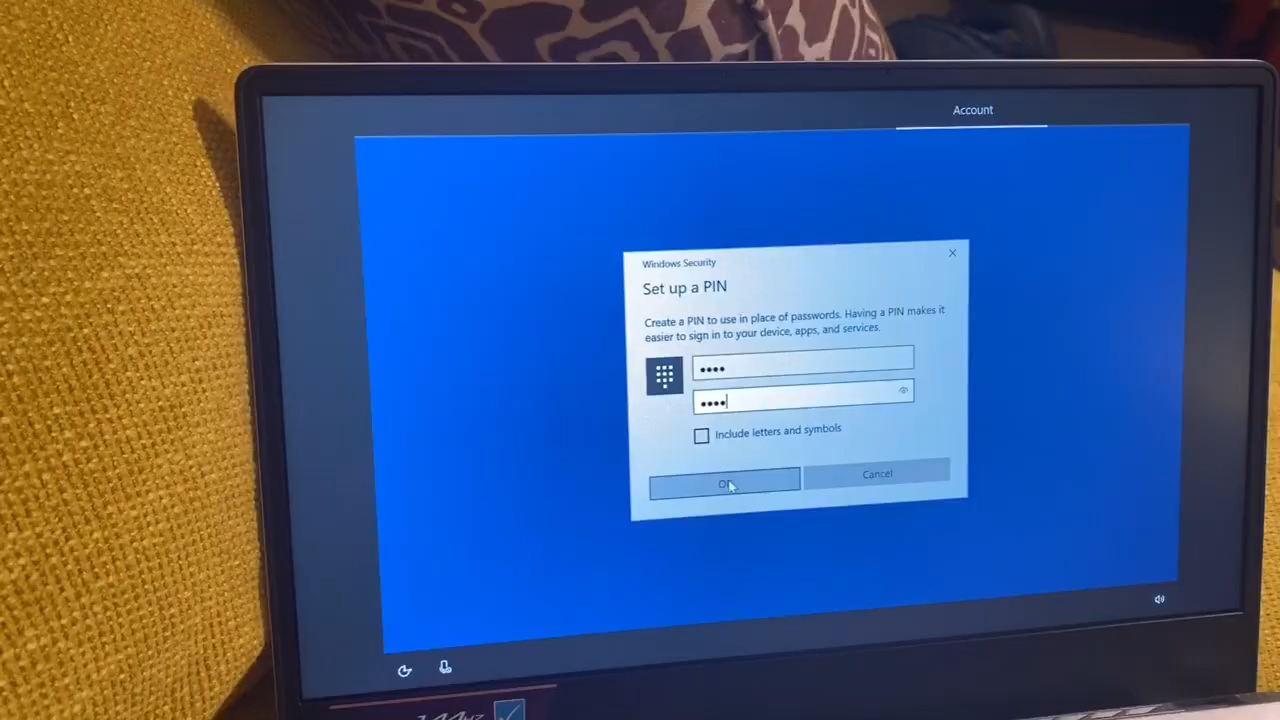 Account
Windows Security
Set up a PIN
Create a PIN to use in place of passwords. Having a PIN makes it
easier to sign in to your device, apps, and services.
••••
••••
Include letters and symbols
OK
Cancel